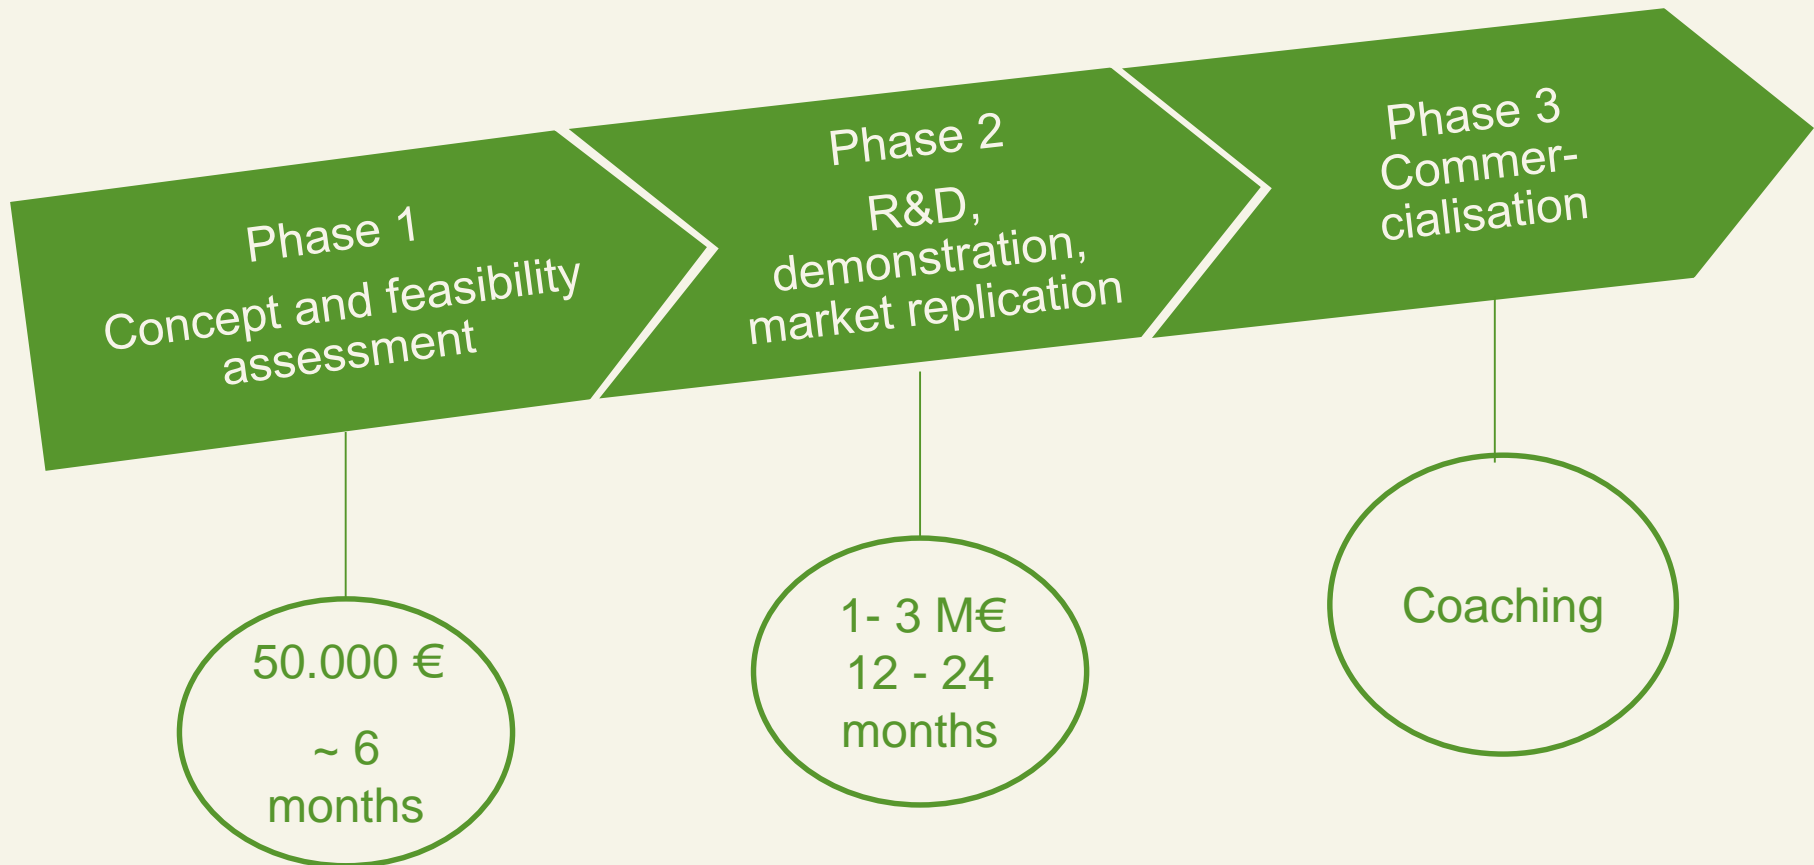 Phase 1
Concept and feasibility
assessment
Phase 2
R&D,
demonstration,
market replication
Phase 3
Commer-
cialisation
50.000 €
~ 6
months
1- 3 M€
12 - 24
months
Coaching